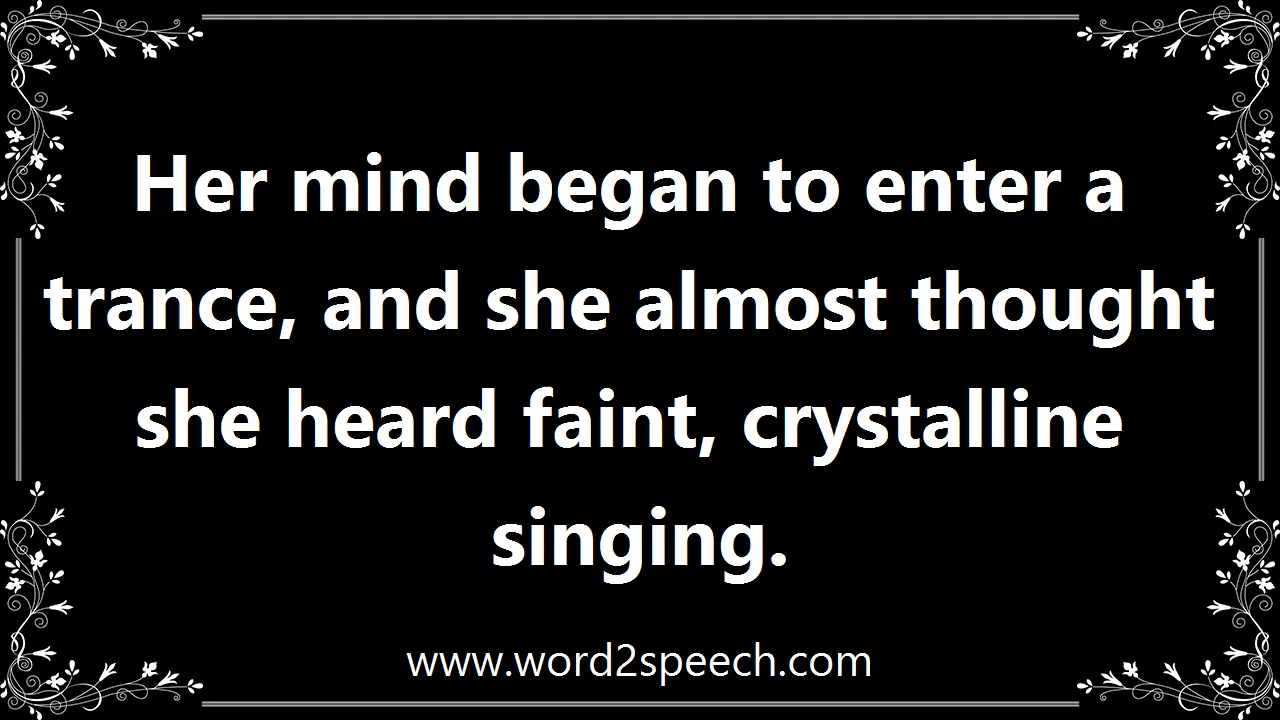 Her mind began to enter a
trance, and she almost thought
she heard faint, crystalline
singing.
www.word2speech.com